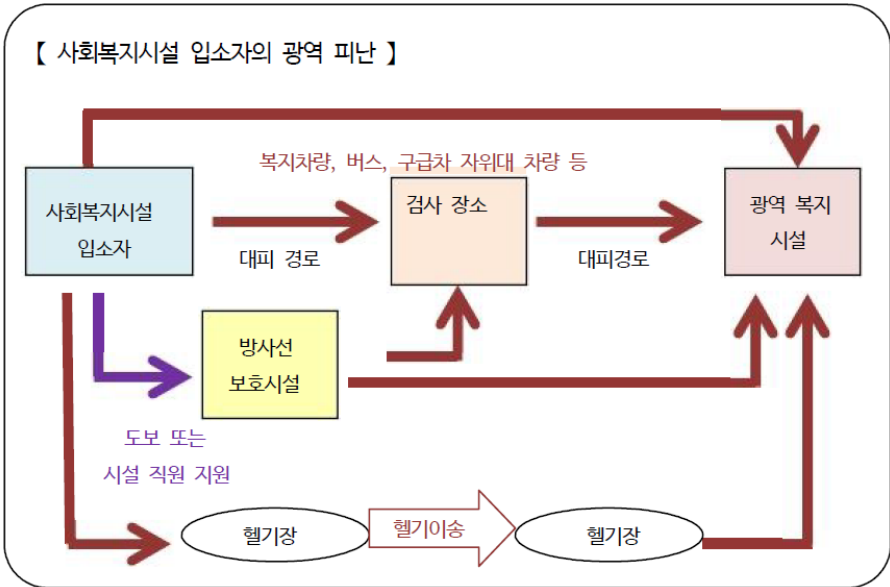 【 사회복지시설 입소자의 광역 피난 】
복지차량, 버스, 구급차 자위대 차량 등
사회복지시설
입소자
검사 장소
광역 복지
시설
대피 경로
대피경로
방사선
보호시설
도보 또는
시설 직원 지원
헬기장
헬기이송
헬기장